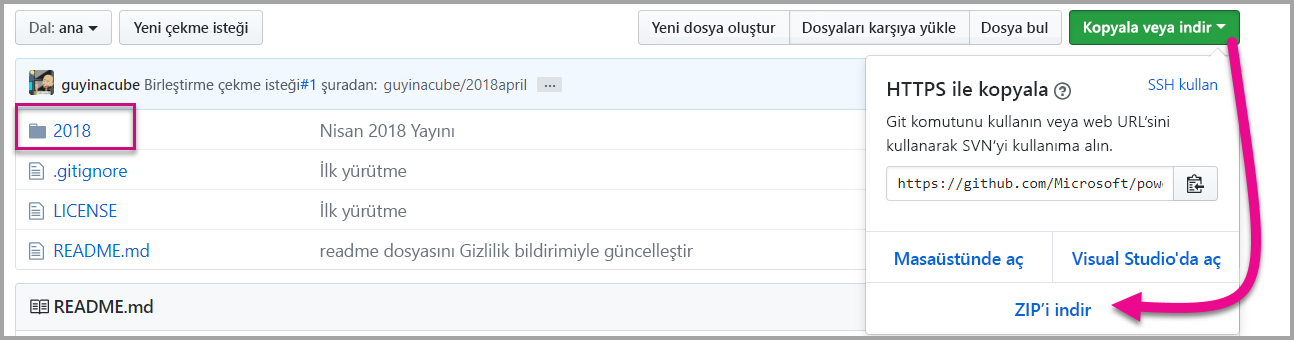 Dal: ana
Yeni çekme isteği
Yeni dosya oluştur
Dosyaları karşıya yükle
Dosya bul
Kopyala veya indir
guyinacube Birleştirme çekme isteği#1 şuradan: guyinacube/2018april ...
2018 Nisan 2018 Yayını
.gitignore İlk yürütme
LICENSE İlk yürütme
README.md readme dosyasını Gizlilik bildirimiyle güncelleştir
README.md
HTTPS ile kopyala ? SSH kullan
Git komutunu kullanın veya web URL'sini
kullanarak SVN'yi kullanıma alın.
https://github.com/Microsoft/pow
Masaüstünde aç
Visual Studio'da aç
ZIP'i indir